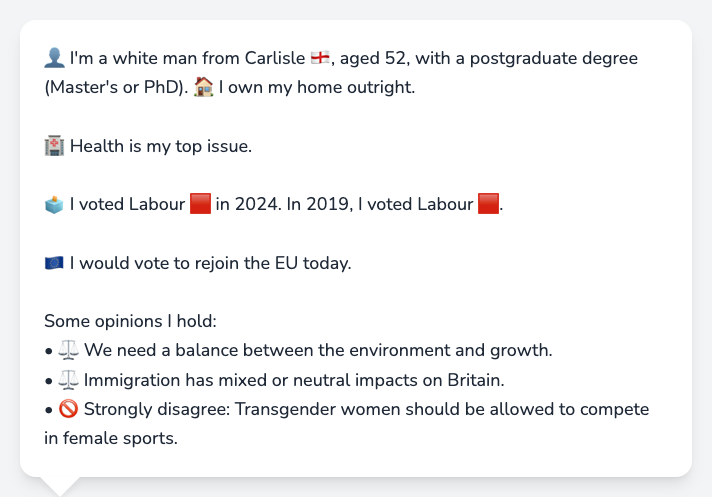 👤 I'm a white man from Carlisle 🏴󠁧󠁢󠁥󠁮󠁧󠁿, aged 52, with a postgraduate degree
(Master's or PhD). 🏠 I own my home outright.
🏥 Health is my top issue.
🗳️ I voted Labour 🟥 in 2024. In 2019, I voted Labour 🟥.
🇪🇺 I would vote to rejoin the EU today.
Some opinions I hold:
• ⚖️ We need a balance between the environment and growth.
• ⚖️ Immigration has mixed or neutral impacts on Britain.
• 🚫 Strongly disagree: Transgender women should be allowed to compete
in female sports.